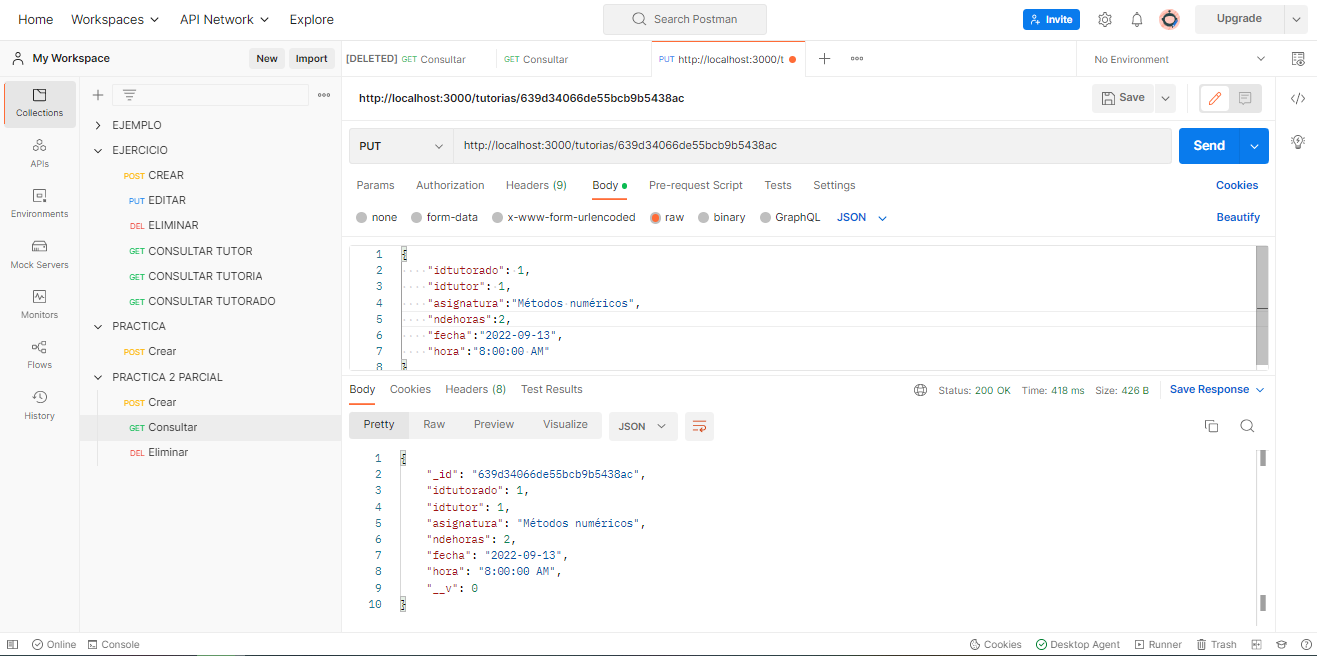 Home Workspaces API Network Explore Search Postman Invite Upgrade
My Workspace New Import [DELETED] GET Consultar GET Consultar PUT http://localhost:3000/t No Environment
Collections
APIs
Environments
Mock Servers
Monitors
Flows
History
EJEMPLO
EJERCICIO
POST CREAR
PUT EDITAR
DEL ELIMINAR
GET CONSULTAR TUTOR
GET CONSULTAR TUTORIA
GET CONSULTAR TUTORADO
PRACTICA
POST Crear
PRACTICA 2 PARCIAL
POST Crear
GET Consultar
DEL Eliminar
http://localhost:3000/tutorias/639d34066de55bcb9b5438ac Save
PUT http://localhost:3000/tutorias/639d34066de55bcb9b5438ac Send
Params Authorization Headers (9) Body Pre-request Script Tests Settings Cookies
none form-data x-www-form-urlencoded raw binary GraphQL JSON Beautify
1 {
2 "idtutorado": 1,
3 "idtutor": 1,
4 "asignatura":"Métodos numéricos",
5 "ndehoras":2,
6 "fecha":"2022-09-13",
7 "hora":"8:00:00 AM"
8 }
Body Cookies Headers (8) Test Results Status: 200 OK Time: 418 ms Size: 426 B Save Response
Pretty Raw Preview Visualize JSON
1 {
2 "_id": "639d34066de55bcb9b5438ac",
3 "idtutorado": 1,
4 "idtutor": 1,
5 "asignatura": "Métodos numéricos",
6 "ndehoras": 2,
7 "fecha": "2022-09-13",
8 "hora": "8:00:00 AM",
9 "__v": 0
10 }
Online Console Cookies Desktop Agent Runner Trash